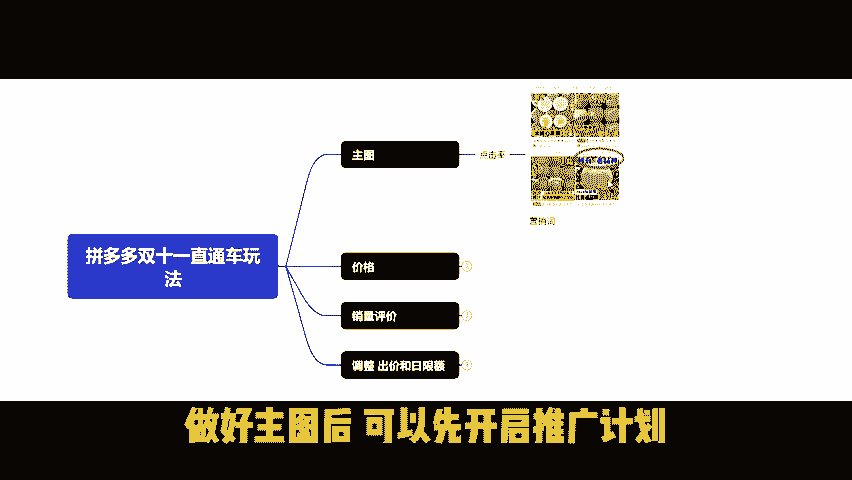 主图
点击率
营销词
拼多多双十一直通车玩
法
价格
销量评价
调整 出价和日限额
做好主图后 可以先开启推广计划